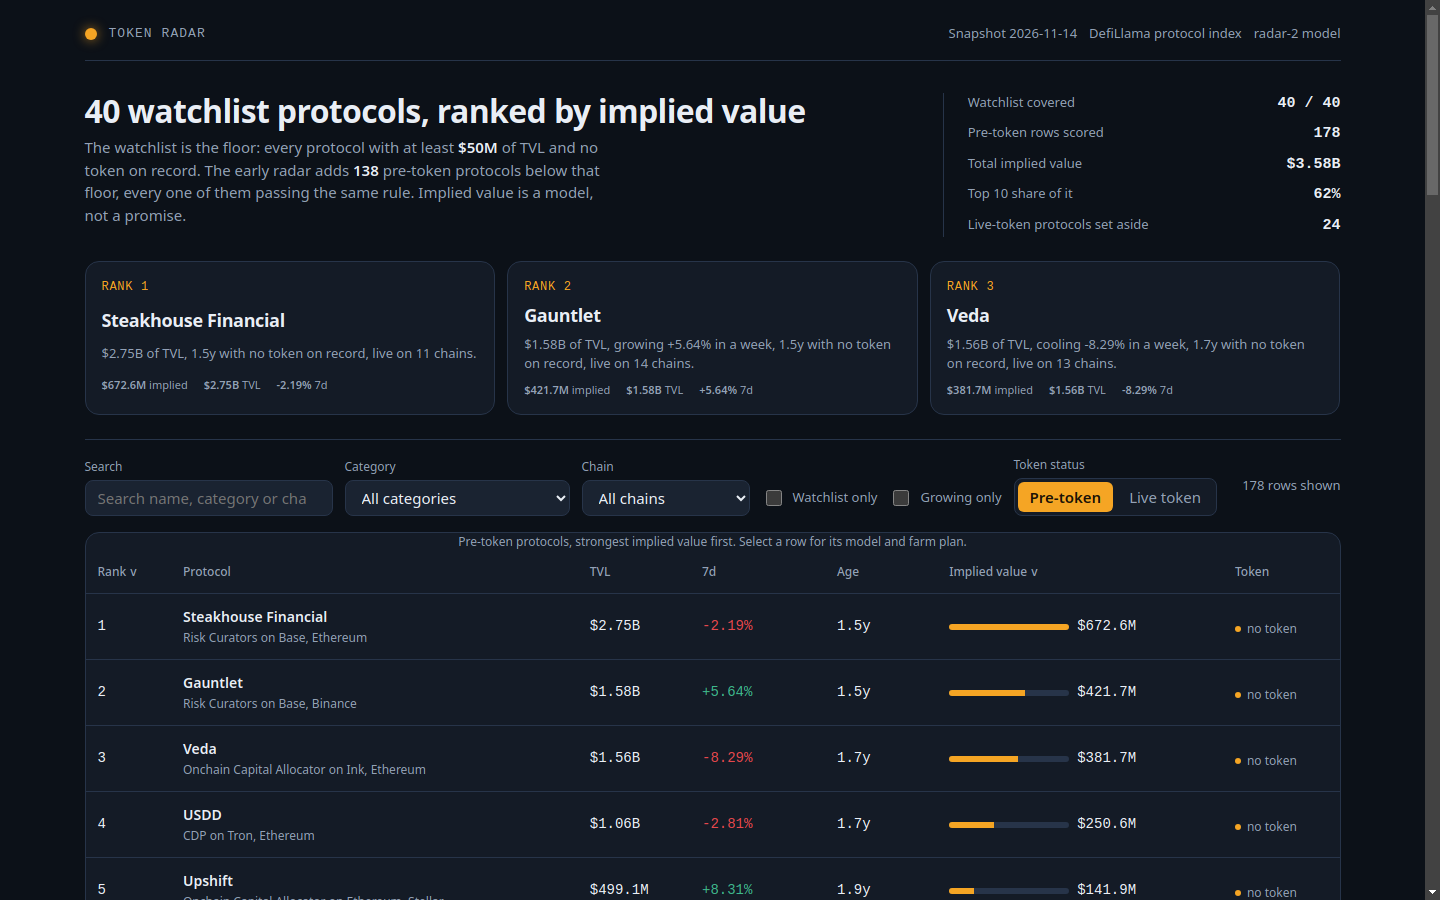 TOKEN RADAR
Snapshot 2026-11-14 DefiLlama protocol index radar-2 model
40 watchlist protocols, ranked by implied value
The watchlist is the floor: every protocol with at least $50M of TVL and no
token on record. The early radar adds 138 pre-token protocols below that
floor, every one of them passing the same rule. Implied value is a model,
not a promise.
Watchlist covered 40 / 40
Pre-token rows scored 178
Total implied value $3.58B
Top 10 share of it 62%
Live-token protocols set aside 24
RANK 1
Steakhouse Financial
$2.75B of TVL, 1.5y with no token on record, live on 11 chains.
$672.6M implied $2.75B TVL -2.19% 7d
RANK 2
Gauntlet
$1.58B of TVL, growing +5.64% in a week, 1.5y with no token
on record, live on 14 chains.
$421.7M implied $1.58B TVL +5.64% 7d
RANK 3
Veda
$1.56B of TVL, cooling -8.29% in a week, 1.7y with no token
on record, live on 13 chains.
$381.7M implied $1.56B TVL -8.29% 7d
Search
Search name, category or cha
Category
All categories
Chain
All chains
Watchlist only
Growing only
Token status
Pre-token Live token
178 rows shown
Pre-token protocols, strongest implied value first. Select a row for its model and farm plan.
Rank v Protocol TVL 7d Age Implied value v Token
1 Steakhouse Financial $2.75B -2.19% 1.5y $672.6M no token
Risk Curators on Base, Ethereum
2 Gauntlet $1.58B +5.64% 1.5y $421.7M no token
Risk Curators on Base, Binance
3 Veda $1.56B -8.29% 1.7y $381.7M no token
Onchain Capital Allocator on Ink, Ethereum
4 USDD $1.06B -2.81% 1.7y $250.6M no token
CDP on Tron, Ethereum
5 Upshift $499.1M +8.31% 1.9y $141.9M no token
Onchain Capital Allocator on Ethereum, Stellar